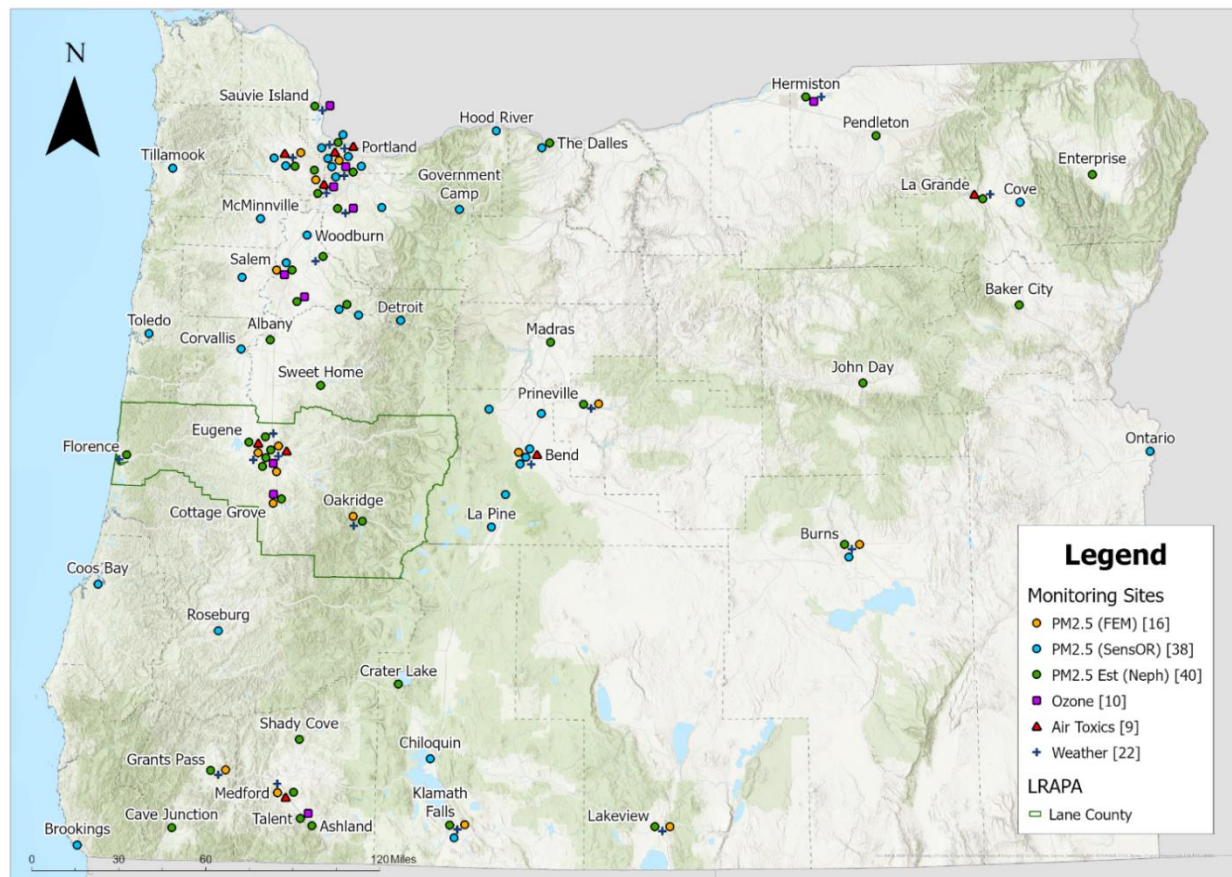 N
Sauvie Island
Hermiston
Hood River
Portland
The Dalles
Pendleton
Tillamook
Enterprise
Government
Camp
La Grande
Cove
McMinnville
Woodburn
Salem
Baker City
Toledo
Detroit
Albany
Madras
Corvallis
John Day
Sweet Home
Prineville
Eugene
Florence
Ontario
Bend
Oakridge
Cottage Grove
La Pine
Burns
Coos Bay
Roseburg
Crater Lake
Shady Cove
Chiloquin
Grants Pass
Medford
Klamath
Falls
Cave Junction
Talent
Ashland
Lakeview
Brookings
0 30 60 120 Miles
Legend
Monitoring Sites
PM2.5 (FEM) [16]
PM2.5 (SensOR) [38]
PM2.5 Est (Neph) [40]
Ozone [10]
Air Toxics [9]
Weather [22]
LRAPA
Lane County